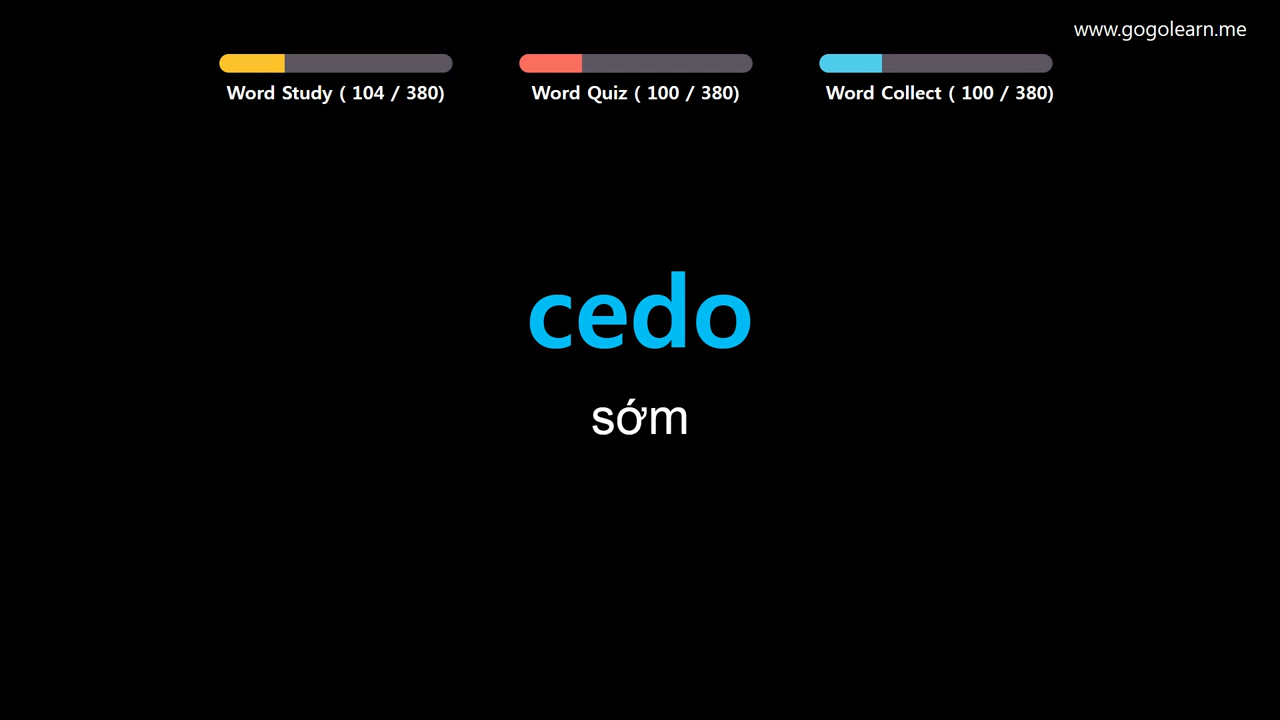 www.gogolearn.me
Word Study ( 104 / 380)
Word Quiz ( 100 / 380)
Word Collect ( 100 / 380)
cedo
sớm